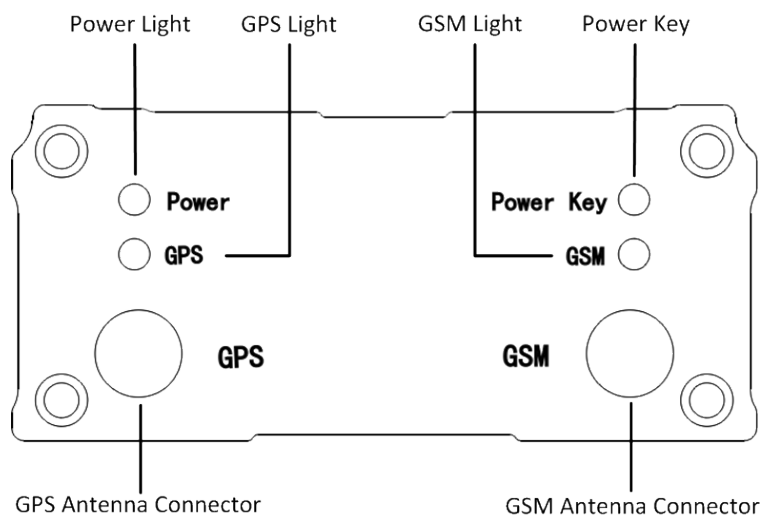 Power Light GPS Light GSM Light Power Key
Power Power Key
GPS GSM
GPS GSM
GPS Antenna Connector GSM Antenna Connector